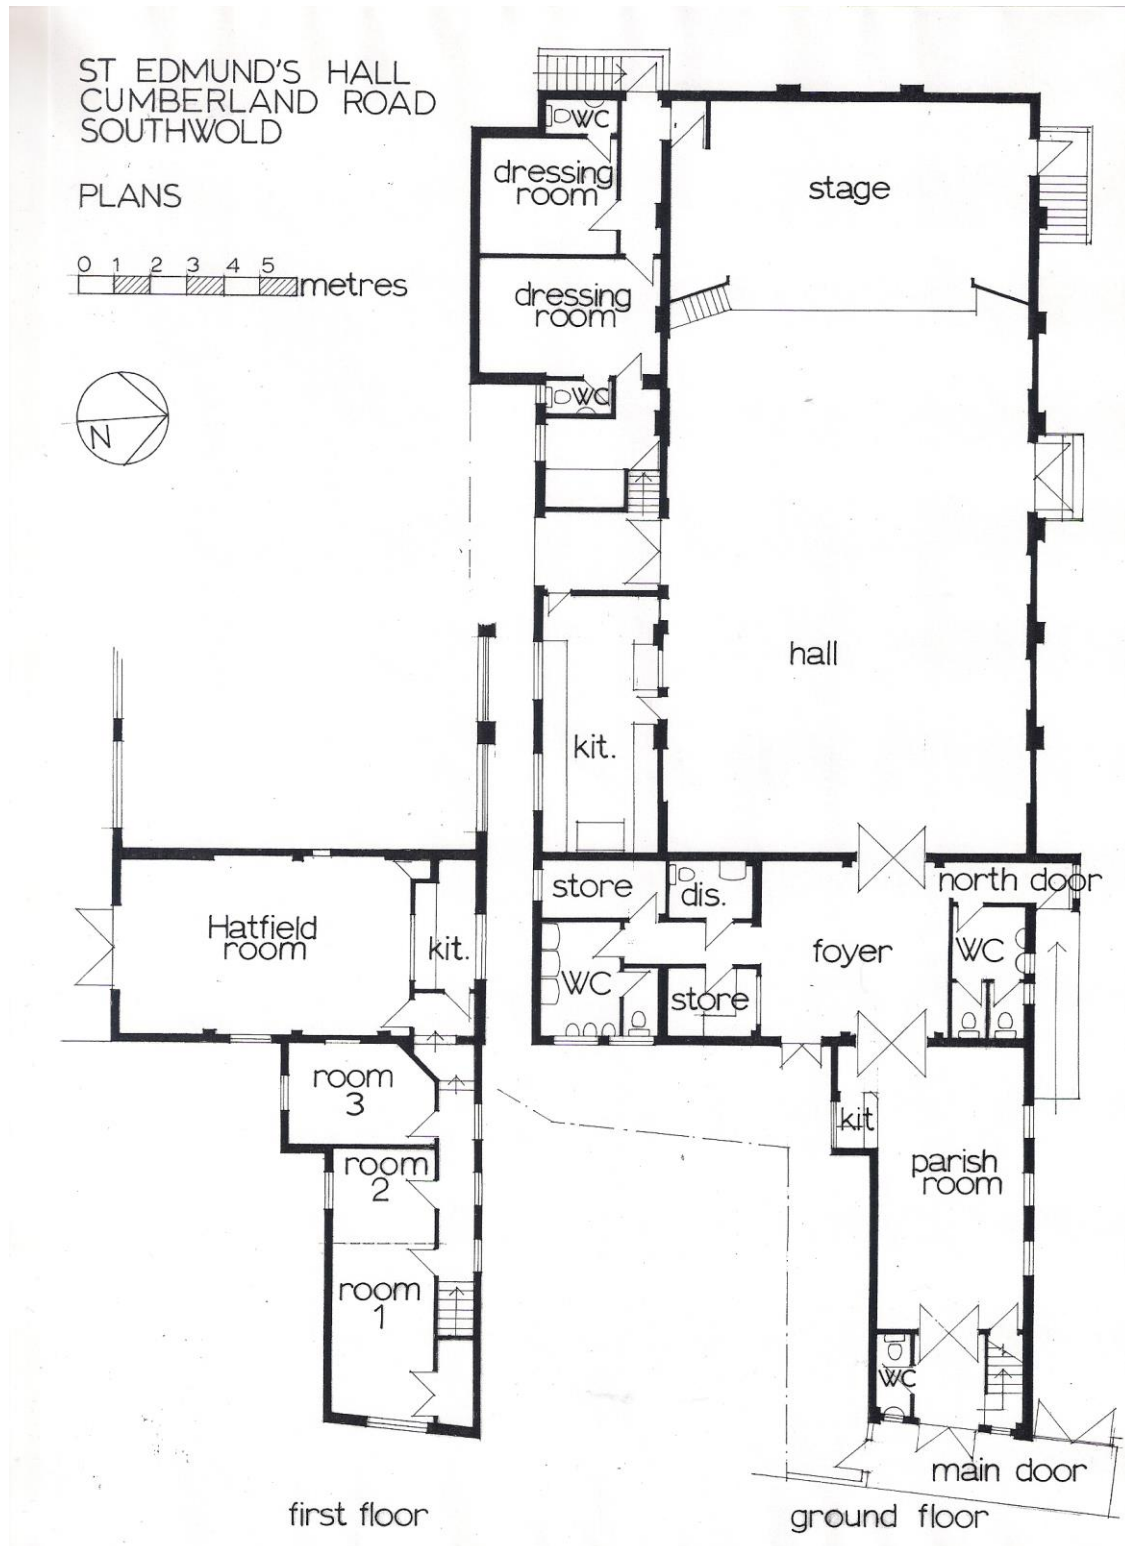 ST EDMUND'S HALL
CUMBERLAND ROAD
SOUTHWOLD
PLANS
0 1 2 3 4 5
metres
N
WC
dressing
room
stage
dressing
room
WC
hall
kit.
store
dis.
north door
Hatfield
room
kit.
foyer
WC
WC
store
room
3
kit
room
2
parish
room
room
1
WC
main door
first floor
ground floor